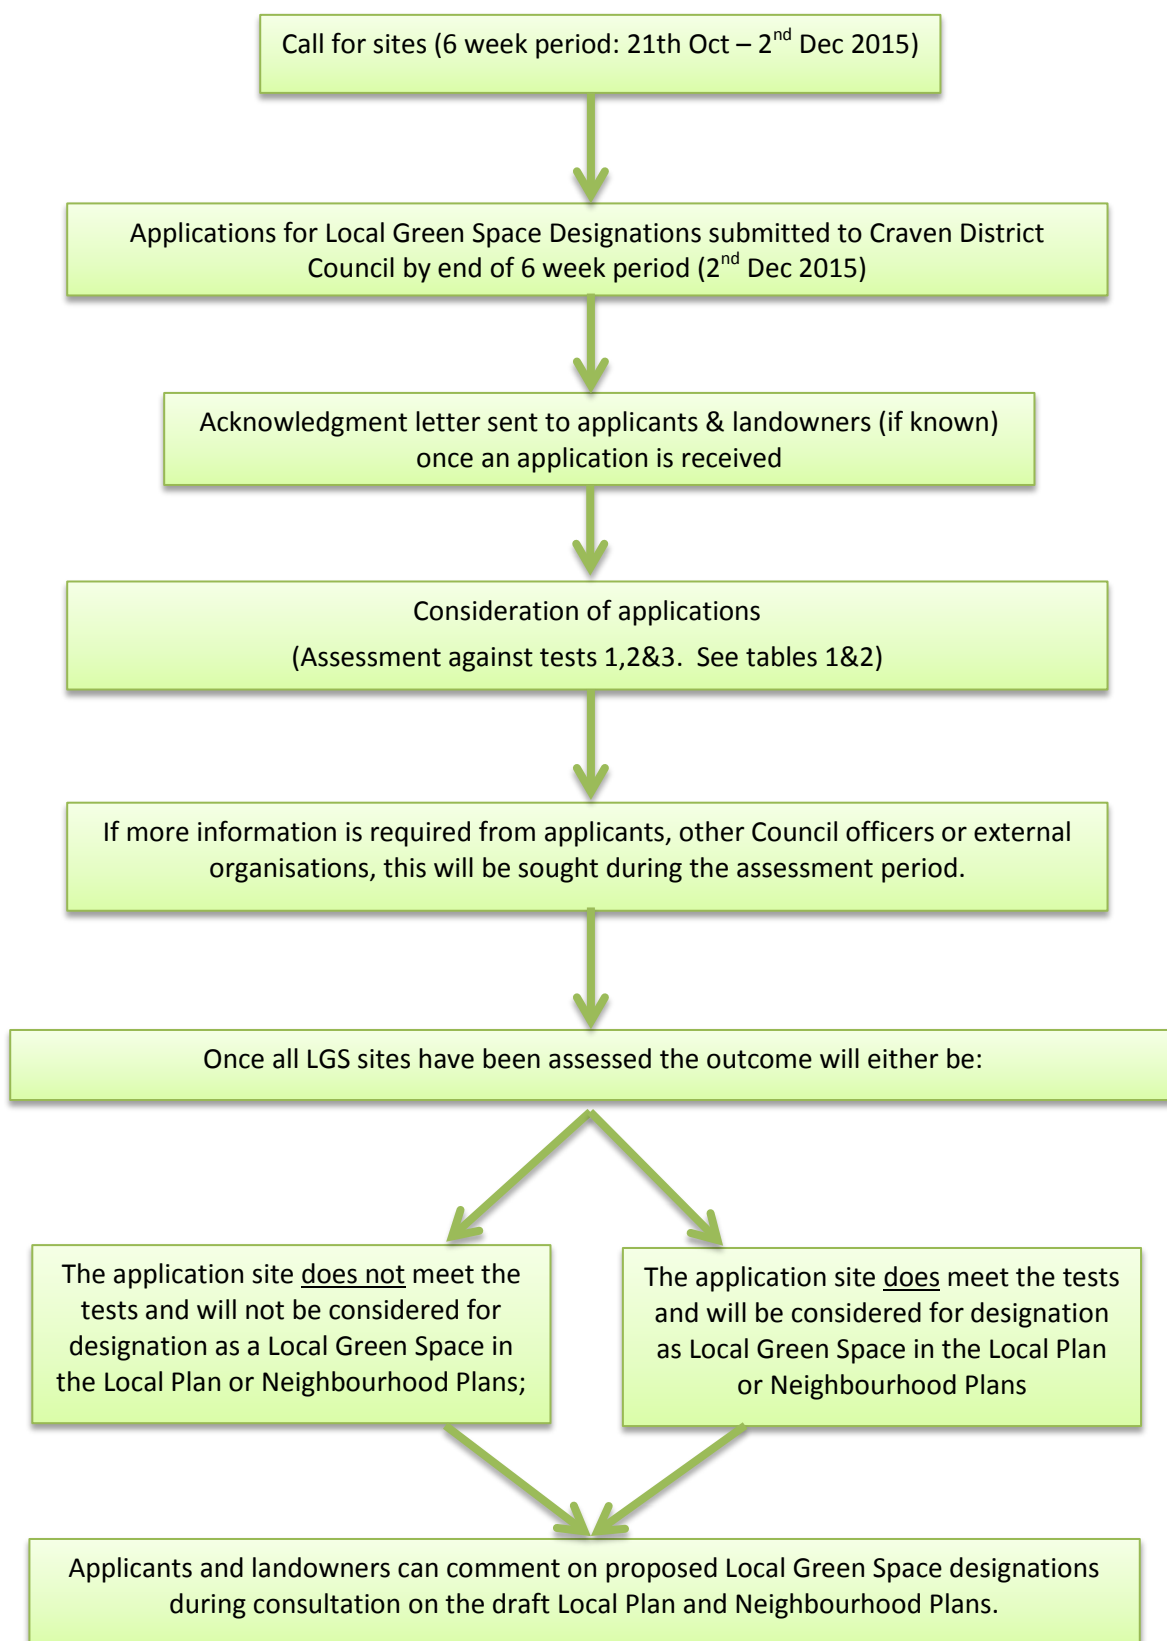 Call for sites (6 week period: 21th Oct – 2nd Dec 2015)
Applications for Local Green Space Designations submitted to Craven District
Council by end of 6 week period (2nd Dec 2015)
Acknowledgment letter sent to applicants & landowners (if known)
once an application is received
Consideration of applications
(Assessment against tests 1,2&3.  See tables 1&2)
If more information is required from applicants, other Council officers or external
organisations, this will be sought during the assessment period.
Once all LGS sites have been assessed the outcome will either be:
The application site does not meet the
tests and will not be considered for
designation as a Local Green Space in
the Local Plan or Neighbourhood Plans;
The application site does meet the tests
and will be considered for designation
as Local Green Space in the Local Plan
or Neighbourhood Plans
Applicants and landowners can comment on proposed Local Green Space designations
during consultation on the draft Local Plan and Neighbourhood Plans.